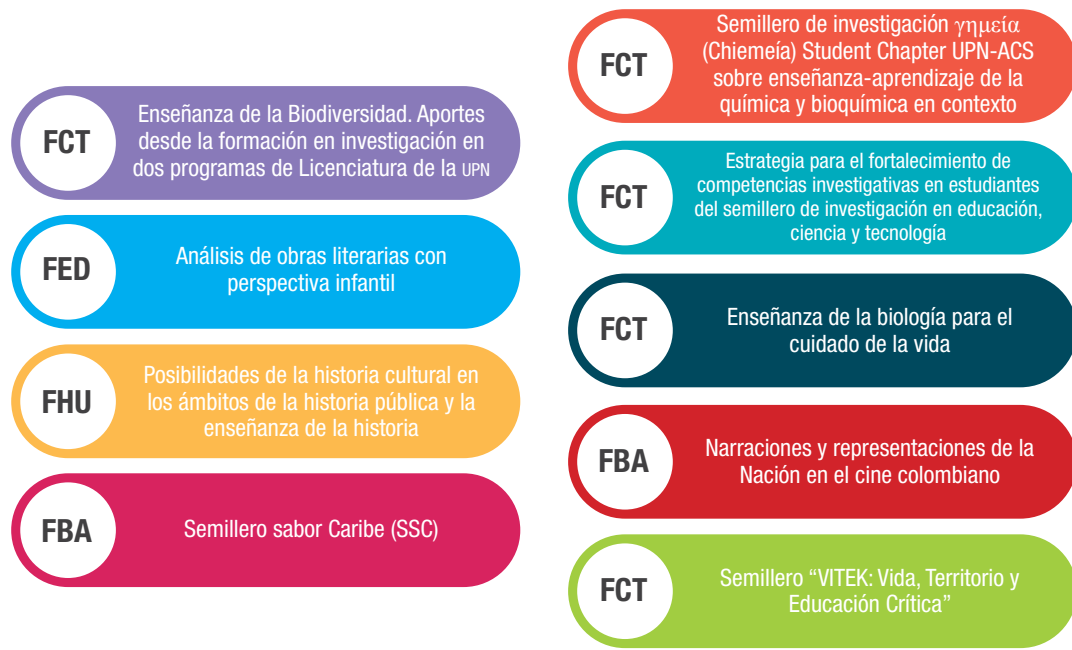 FCT
Enseñanza de la Biodiversidad. Aportes
desde la formación en investigación en
dos programas de Licenciatura de la UPN
FED
Análisis de obras literarias con
perspectiva infantil
FHU
Posibilidades de la historia cultural en
los ámbitos de la historia pública y la
enseñanza de la historia
FBA
Semillero sabor Caribe (SSC)
FCT
Semillero de investigación γημεία
(Chiemeía) Student Chapter UPN-ACS
sobre enseñanza-aprendizaje de la
química y bioquímica en contexto
FCT
Estrategia para el fortalecimiento de
competencias investigativas en estudiantes
del semillero de investigación en educación,
ciencia y tecnología
FCT
Enseñanza de la biología para el
cuidado de la vida
FBA
Narraciones y representaciones de la
Nación en el cine colombiano
FCT
Semillero “VITEK: Vida, Territorio y
Educación Crítica”